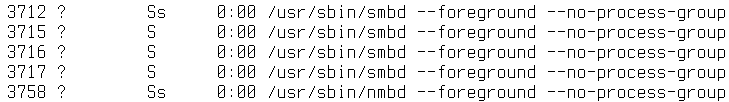 3712 ?        Ss     0:00 /usr/sbin/smbd --foreground --no-process-group
3715 ?        S      0:00 /usr/sbin/smbd --foreground --no-process-group
3716 ?        S      0:00 /usr/sbin/smbd --foreground --no-process-group
3717 ?        S      0:00 /usr/sbin/smbd --foreground --no-process-group
3758 ?        Ss     0:00 /usr/sbin/nmbd --foreground --no-process-group